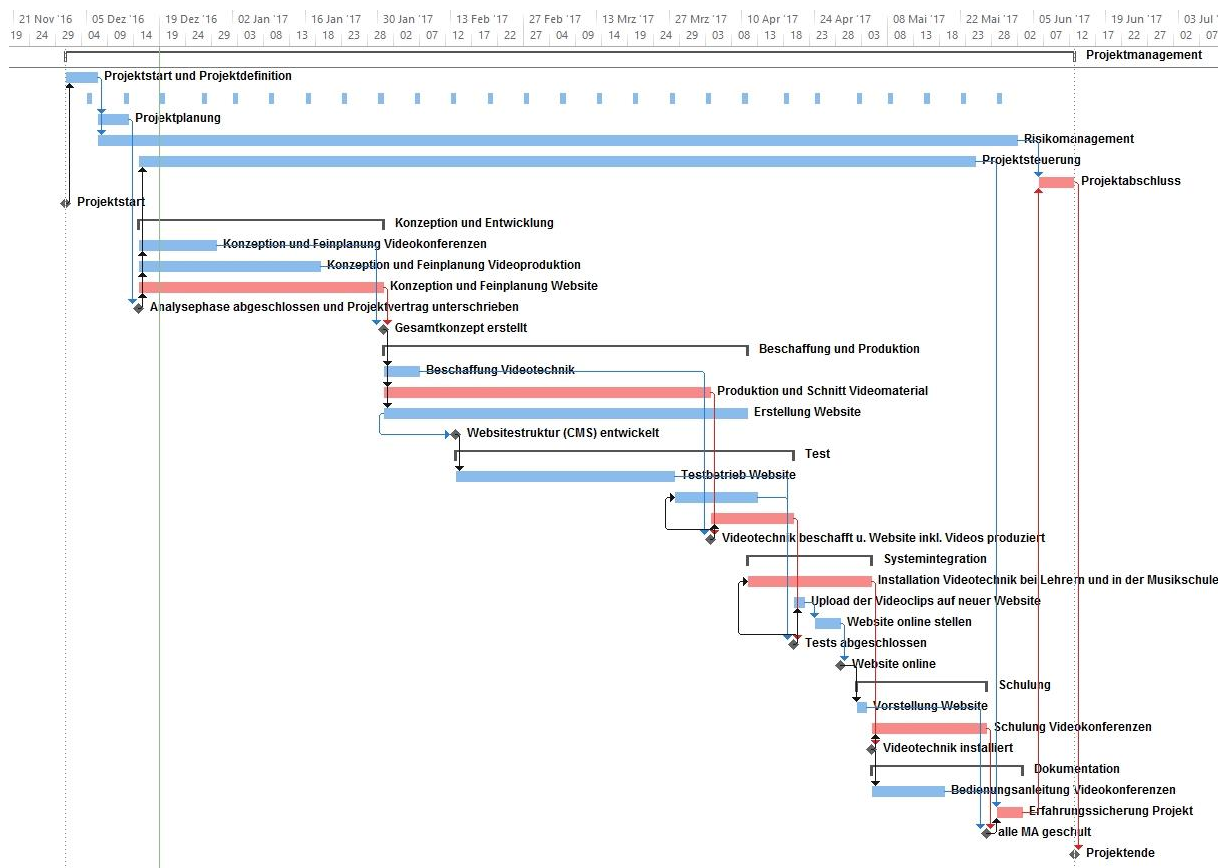 21 Nov '16 05 Dez '16 19 Dez '16 02 Jan '17 16 Jan '17 30 Jan '17 13 Feb '17 27 Feb '17 13 Mrz '17 27 Mrz '17 10 Apr '17 24 Apr '17 08 Mai '17 22 Mai '17 05 Jun '17 19 Jun '17 03 Jul '
19 24 29 04 09 14 19 24 29 03 08 13 18 23 28 02 07 12 17 22 27 04 09 14 19 24 29 03 08 13 18 23 28 03 08 13 18 23 28 02 07 12 17 22 27 02 07
Projektmanagement
Projektstart und Projektdefinition
Projektplanung
Risikomanagement
Projektsteuerung
Projektabschluss
Projektstart
Konzeption und Entwicklung
Konzeption und Feinplanung Videokonferenzen
Konzeption und Feinplanung Videoproduktion
Konzeption und Feinplanung Website
Analysephase abgeschlossen und Projektvertrag unterschrieben
Gesamtkonzept erstellt
Beschaffung und Produktion
Beschaffung Videotechnik
Produktion und Schnitt Videomaterial
Erstellung Website
Websitestruktur (CMS) entwickelt
Test
Testbetrieb Website
Videotechnik beschafft u. Website inkl. Videos produziert
Systemintegration
Installation Videotechnik bei Lehrern und in der Musikschule
Upload der Videoclips auf neuer Website
Website online stellen
Tests abgeschlossen
Website online
Schulung
Vorstellung Website
Schulung Videokonferenzen
Videotechnik installiert
Dokumentation
Bedienungsanleitung Videokonferenzen
Erfahrungssicherung Projekt
alle MA geschult
Projektende